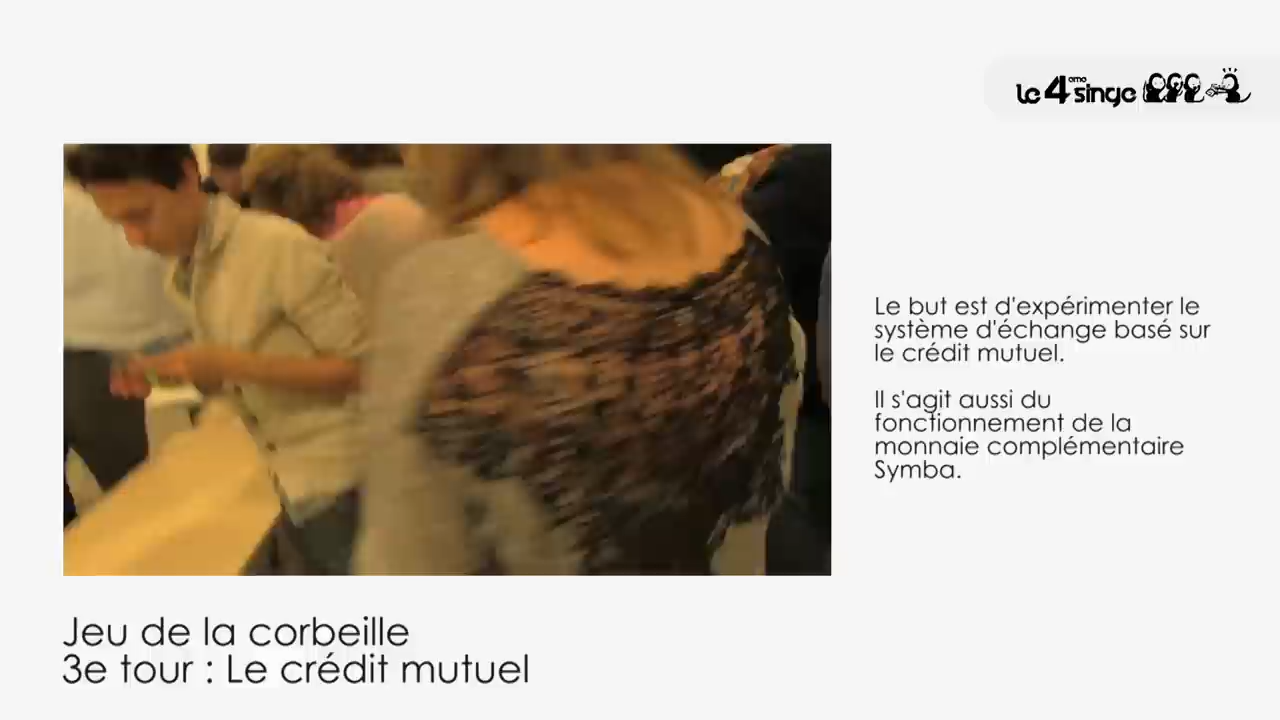 le 4ème singe
Le but est d'expérimenter le
système d'échange basé sur
le crédit mutuel.
Il s'agit aussi du
fonctionnement de la
monnaie complémentaire
Symba.
Jeu de la corbeille
3e tour : Le crédit mutuel